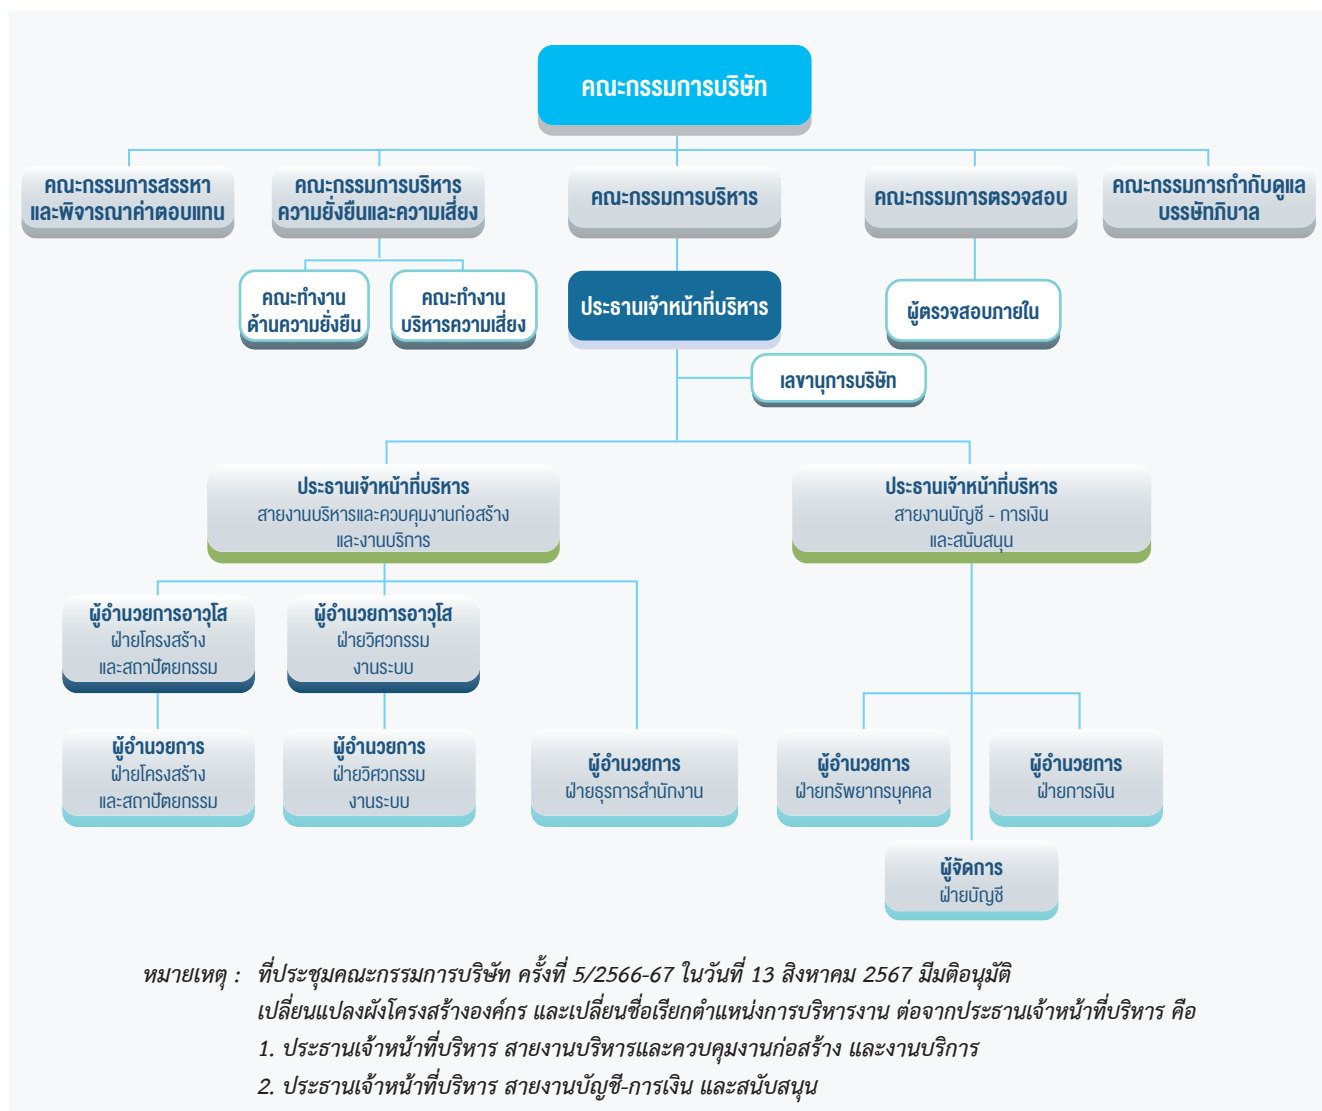 คณะกรรมการบริษัท
คณะกรรมการสรรหา
และพิจารณาค่าตอบแทน
คณะกรรมการบริหาร
ความยั่งยืนและความเสี่ยง
คณะกรรมการบริหาร
คณะกรรมการตรวจสอบ
คณะกรรมการกำกับดูแล
บรรษัทภิบาล
คณะทำงาน
ด้านความยั่งยืน
คณะทำงาน
บริหารความเสี่ยง
ประธานเจ้าหน้าที่บริหาร
ผู้ตรวจสอบภายใน
เลขานุการบริษัท
ประธานเจ้าหน้าที่บริหาร
สายงานบริหารและควบคุมงานก่อสร้าง
และงานบริการ
ประธานเจ้าหน้าที่บริหาร
สายงานบัญชี - การเงิน
และสนับสนุน
ผู้อำนวยการอาวุโส
ฝ่ายโครงสร้าง
และสถาปัตยกรรม
ผู้อำนวยการอาวุโส
ฝ่ายวิศวกรรม
งานระบบ
ผู้อำนวยการ
ฝ่ายโครงสร้าง
และสถาปัตยกรรม
ผู้อำนวยการ
ฝ่ายวิศวกรรม
งานระบบ
ผู้อำนวยการ
ฝ่ายธุรการสำนักงาน
ผู้อำนวยการ
ฝ่ายทรัพยากรบุคคล
ผู้อำนวยการ
ฝ่ายการเงิน
ผู้จัดการ
ฝ่ายบัญชี
หมายเหตุ : ที่ประชุมคณะกรรมการบริษัท ครั้งที่ 5/2566-67 ในวันที่ 13 สิงหาคม 2567 มีมติอนุมัติ
เปลี่ยนแปลงผังโครงสร้างองค์กร และเปลี่ยนชื่อเรียกตำแหน่งการบริหารงาน ต่อจากประธานเจ้าหน้าที่บริหาร คือ
1. ประธานเจ้าหน้าที่บริหาร สายงานบริหารและควบคุมงานก่อสร้าง และงานบริการ
2. ประธานเจ้าหน้าที่บริหาร สายงานบัญชี-การเงิน และสนับสนุน